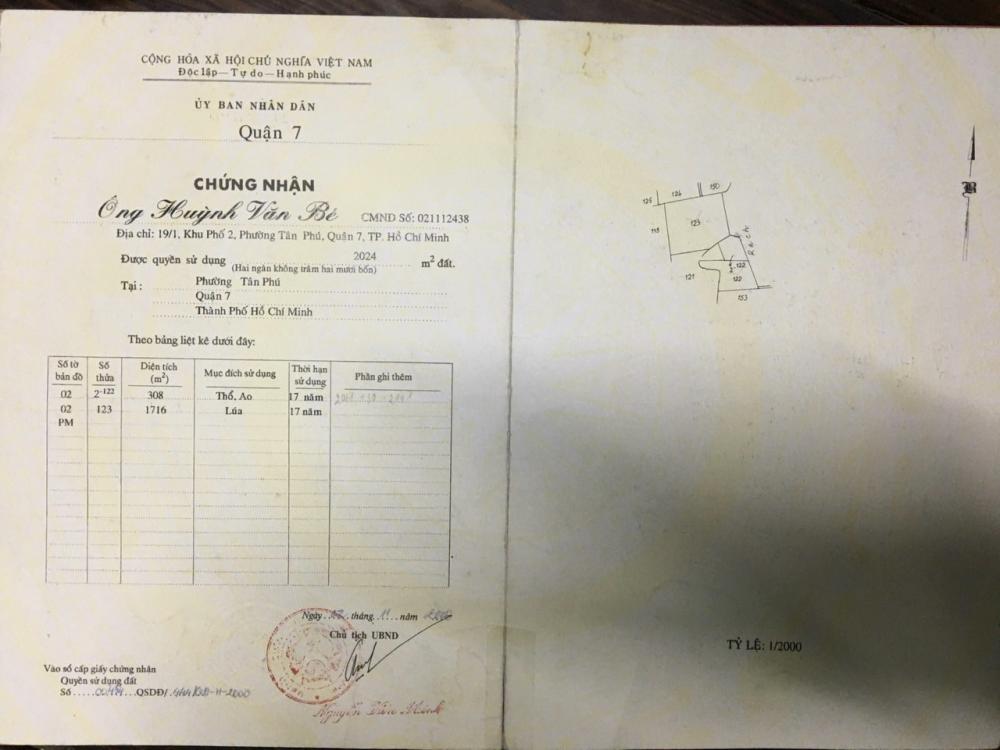 CỘNG HÒA XÃ HỘI CHỦ NGHĨA VIỆT NAM
Độc lập — Tự do — Hạnh phúc
ỦY BAN NHÂN DÂN
Quận 7
CHỨNG NHẬN
Ông Huỳnh Văn Bé CMND Số: 021112438
Địa chỉ: 19/1, Khu Phố 2, Phường Tân Phú, Quận 7, TP. Hồ Chí Minh
Được quyền sử dụng 2024 m² đất.
(Hai ngàn không trăm hai mươi bốn)
Tại : Phường Tân Phú
Quận 7
Thành Phố Hồ Chí Minh
Theo bảng liệt kê dưới đây:
Số tờ bản đồ Số thửa Diện tích (m²) Mục đích sử dụng Thời hạn sử dụng Phần ghi thêm
02 2-122 308 Thổ, Ao 17 năm
02 123 1716 Lúa 17 năm
PM
Ngày tháng 11 năm
Chủ tịch UBND
Vào sổ cấp giấy chứng nhận
Quyền sử dụng đất
Số QSDĐ/
Nguyễn Văn Minh
124 150
125
123
115
Rạch
121
122
122
153
B
TỶ LỆ: 1/2000